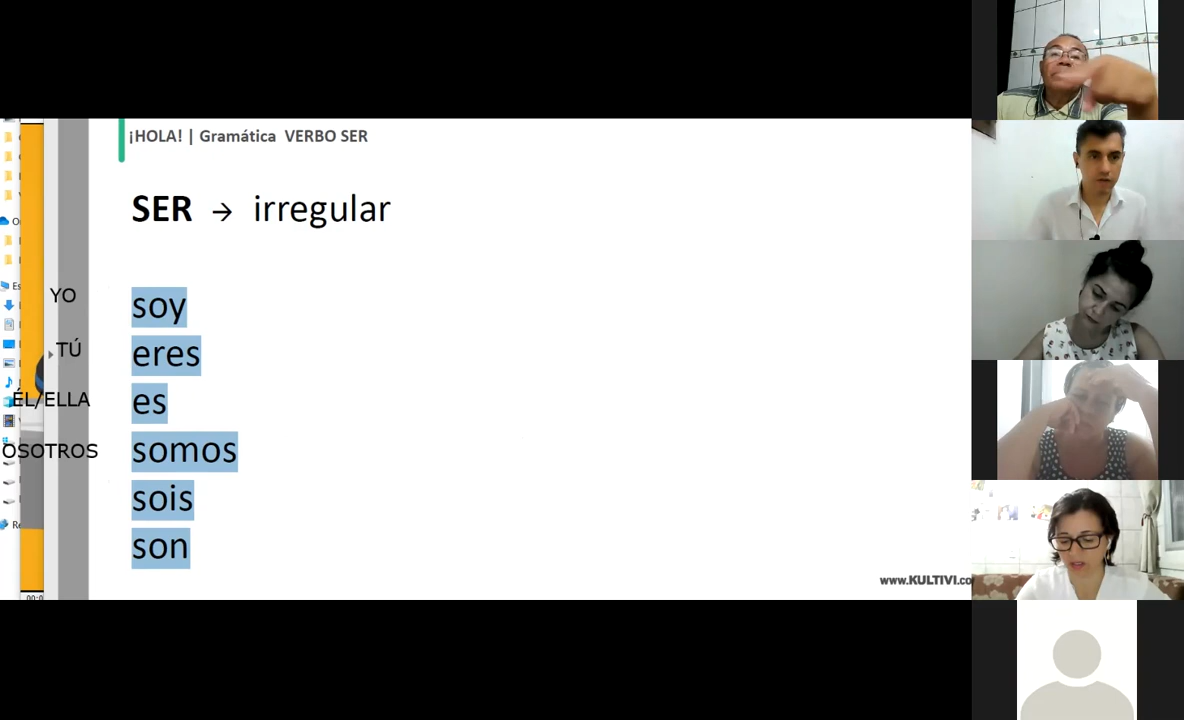 ¡HOLA! | Gramática VERBO SER
SER → irregular
YO soy
TÚ eres
ÉL/ELLA es
OSOTROS somos
sois
son
www.KULTIVI.co